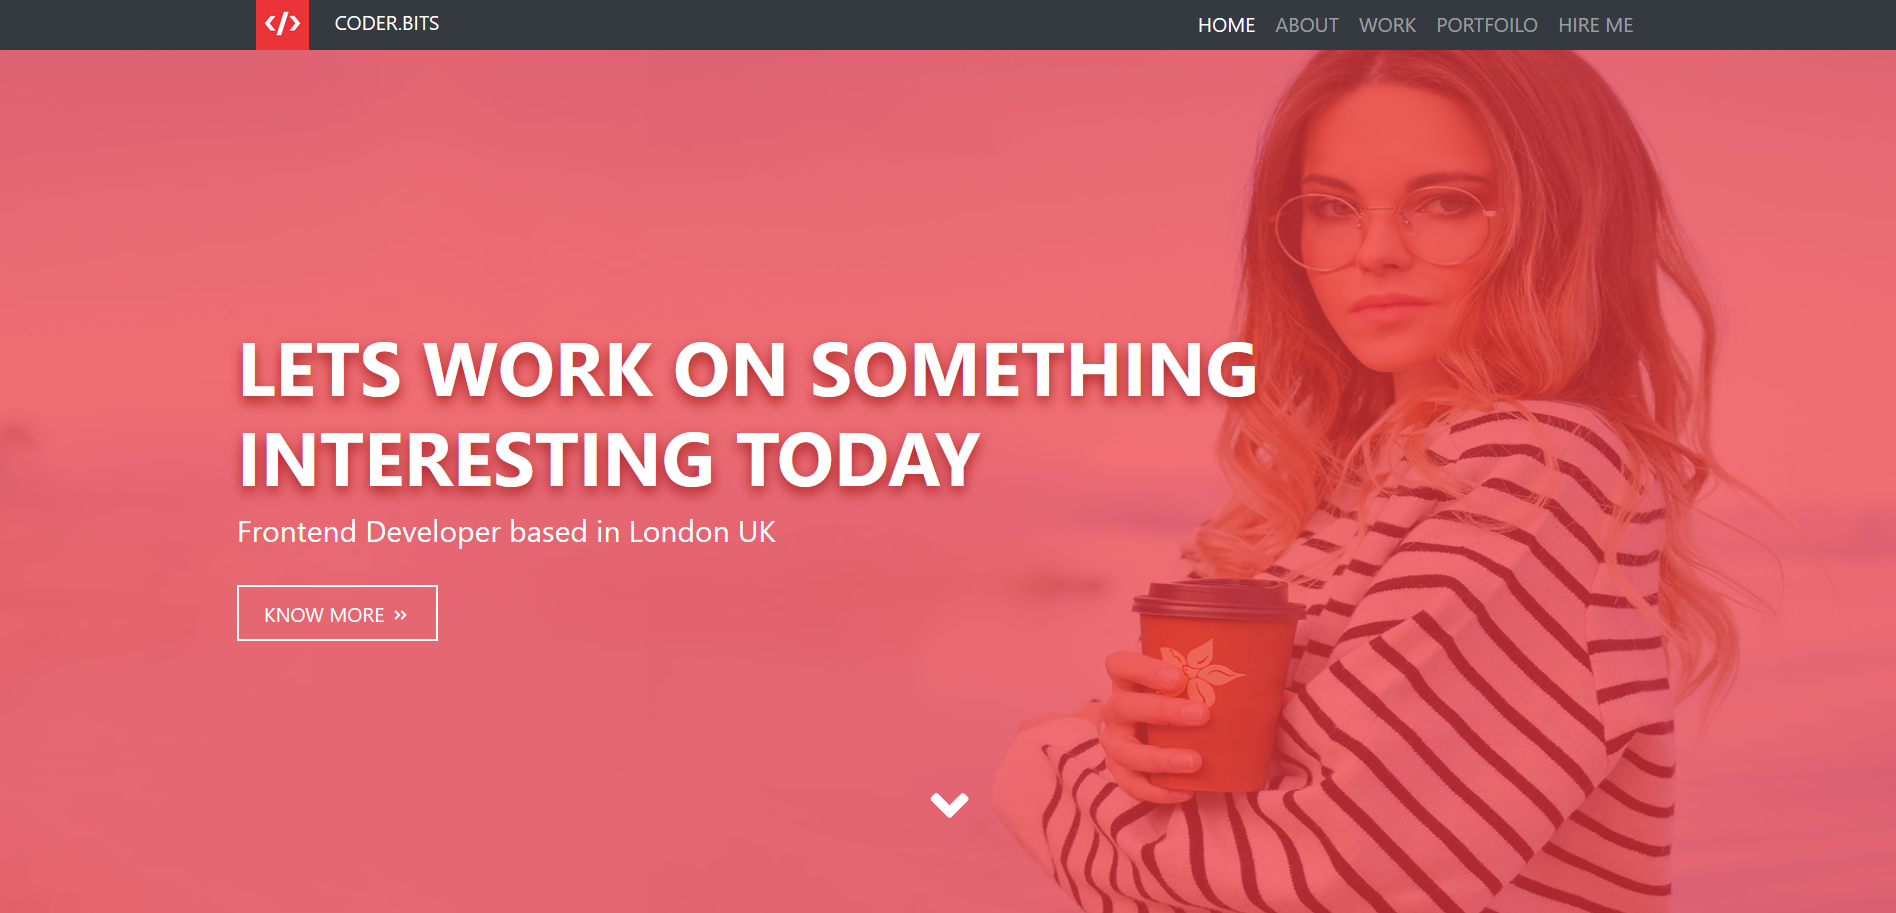 </> CODER.BITS HOME ABOUT WORK PORTFOILO HIRE ME
LETS WORK ON SOMETHING
INTERESTING TODAY
Frontend Developer based in London UK
KNOW MORE »